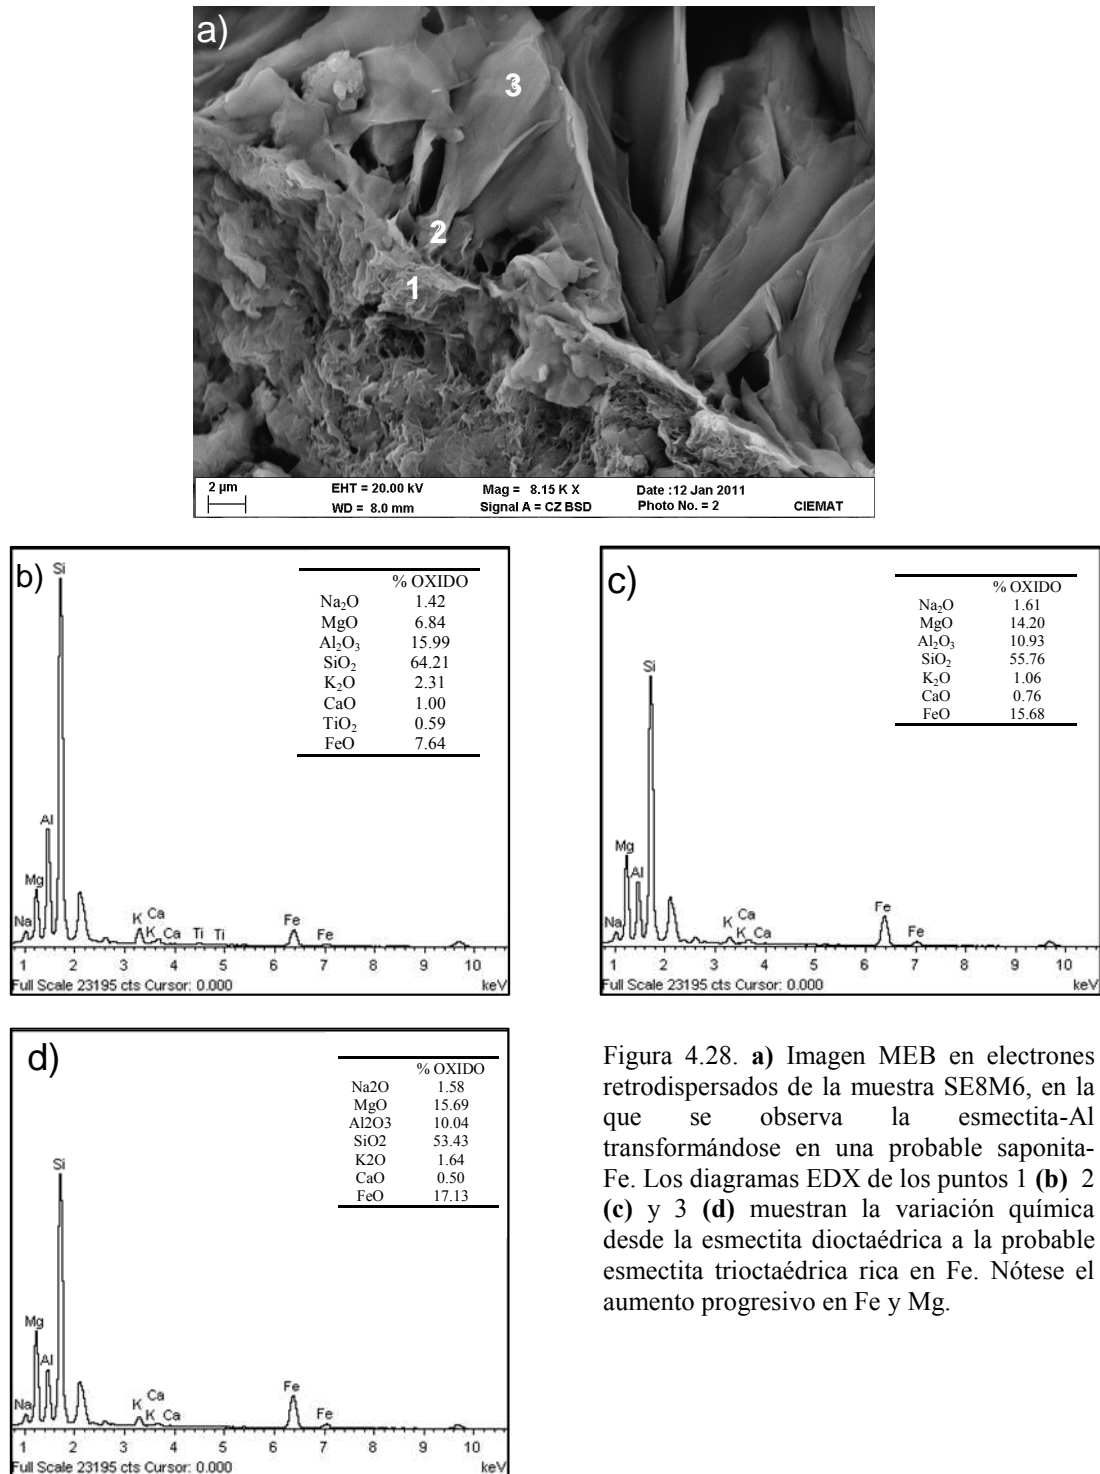 a)
3
2
1
2 µm
EHT = 20.00 kV
Mag = 8.15 K X
Date :12 Jan 2011
WD = 8.0 mm
Signal A = CZ BSD
Photo No. = 2
CIEMAT
b)
Si
% OXIDO
Na₂O 1.42
MgO 6.84
Al₂O₃ 15.99
SiO₂ 64.21
K₂O 2.31
CaO 1.00
TiO₂ 0.59
FeO 7.64
Al
Mg
Na
K
Ca
K
Ca
Ti
Ti
Fe
Fe
1 2 3 4 5 6 7 8 9 10
Full Scale 23195 cts Cursor: 0.000 keV
c)
% OXIDO
Na₂O 1.61
MgO 14.20
Al₂O₃ 10.93
SiO₂ 55.76
K₂O 1.06
CaO 0.76
FeO 15.68
Si
Mg
Al
Na
K
Ca
K
Ca
Fe
Fe
1 2 3 4 5 6 7 8 9 10
Full Scale 23195 cts Cursor: 0.000 keV
d)
% OXIDO
Na2O 1.58
MgO 15.69
Al2O3 10.04
SiO2 53.43
K2O 1.64
CaO 0.50
FeO 17.13
Si
Mg
Al
Na
K
Ca
K
Ca
Fe
Fe
1 2 3 4 5 6 7 8 9 10
Full Scale 23195 cts Cursor: 0.000 keV
Figura 4.28. a) Imagen MEB en electrones
retrodispersados de la muestra SE8M6, en la
que se observa la esmectita-Al
transformándose en una probable saponita-
Fe. Los diagramas EDX de los puntos 1 (b) 2
(c) y 3 (d) muestran la variación química
desde la esmectita dioctaédrica a la probable
esmectita trioctaédrica rica en Fe. Nótese el
aumento progresivo en Fe y Mg.